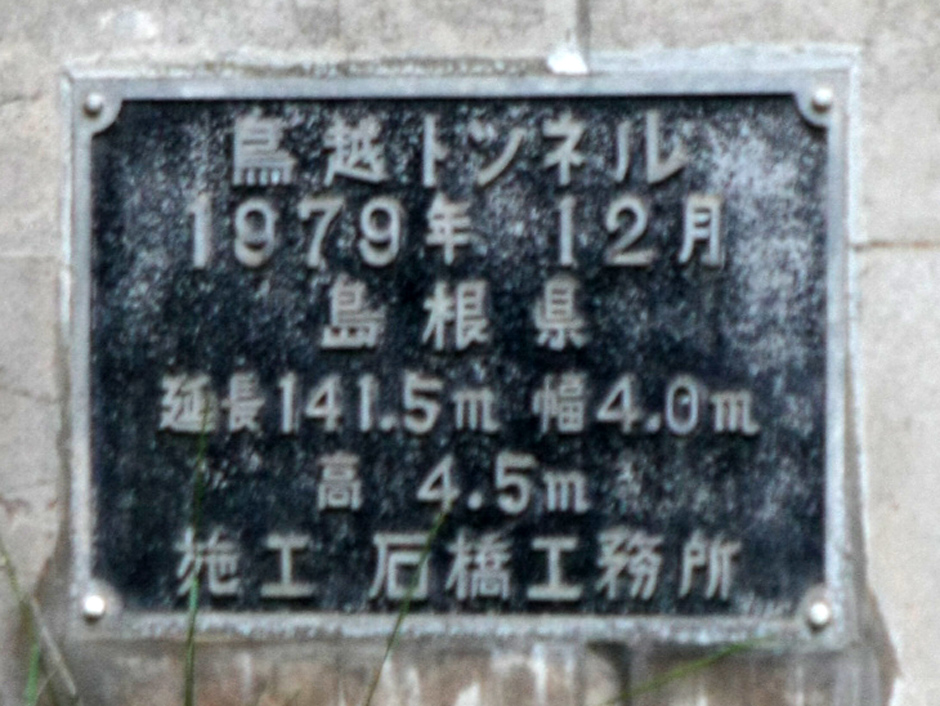 鳥越トンネル
1979年 12月
島根県
延長141.5m 幅4.0m
高 4.5m
施工 石橋工務所